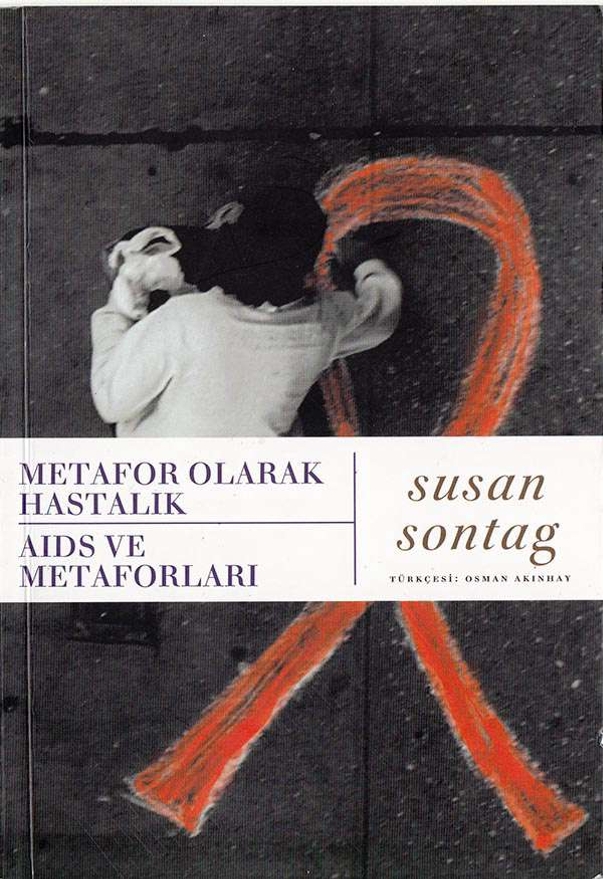 METAFOR OLARAK
HASTALIK
AIDS VE
METAFORLARI
susan
sontag
TÜRKÇESİ: OSMAN AKINHAY